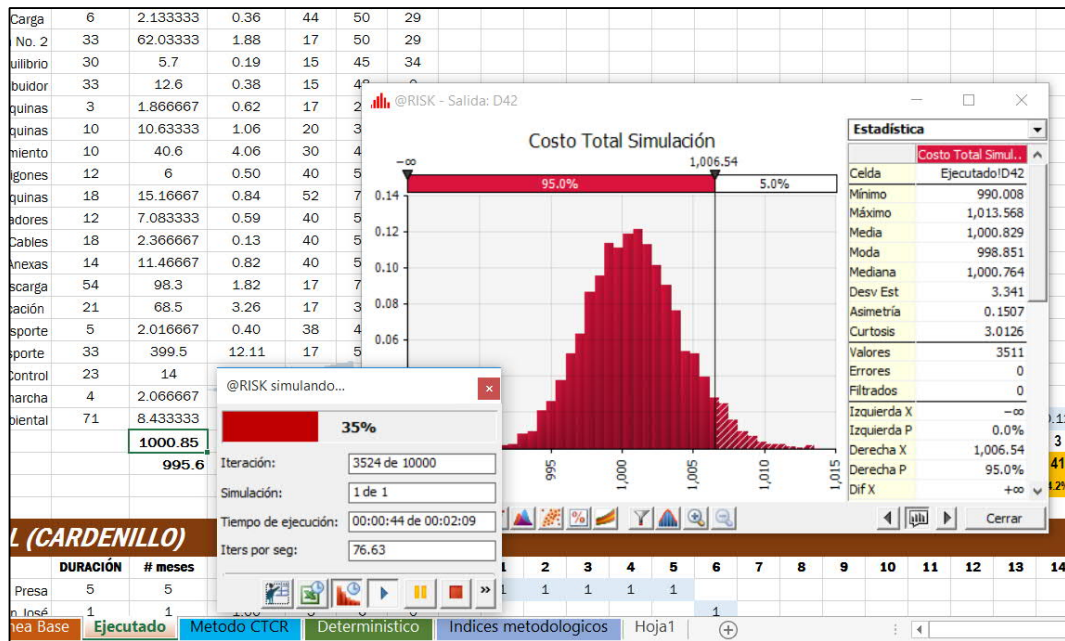 Carga 6 2.133333 0.36 44 50 29
No. 2 33 62.03333 1.88 17 50 29
uilibrio 30 5.7 0.19 15 45 34
buidor 33 12.6 0.38 15
quinas 3 1.866667 0.62 17
quinas 10 10.63333 1.06 20
miento 10 40.6 4.06 30
igones 12 6 0.50 40
quinas 18 15.16667 0.84 52
adores 12 7.083333 0.59 40
Cables 18 2.366667 0.13 40
Anexas 14 11.46667 0.82 40
scarga 54 98.3 1.82 17
cación 21 68.5 3.26 17
sporte 5 2.016667 0.40 38
sporte 33 399.5 12.11 17
Control 23 14
marcha 4 2.066667
biental 71 8.433333
1000.85
995.6
@RISK - Salida: D42
Costo Total Simulación
−∞ 1,006.54
95.0% 5.0%
0.14
0.12
0.10
0.08
0.06
995 1,000 1,005 1,010 1,015
Estadística
Costo Total Simul..
Celda Ejecutado!D42
Mínimo 990.008
Máximo 1,013.568
Media 1,000.829
Moda 998.851
Mediana 1,000.764
Desv Est 3.341
Asimetría 0.1507
Curtosis 3.0126
Valores 3511
Errores 0
Filtrados 0
Izquierda X −∞
Izquierda P 0.0%
Derecha X 1,006.54
Derecha P 95.0%
Dif X +∞
Cerrar
@RISK simulando...
35%
Iteración: 3524 de 10000
Simulación: 1 de 1
Tiempo de ejecución: 00:00:44 de 00:02:09
Iters por seg: 76.63
3
41
L (CARDENILLO)
DURACIÓN # meses 1 2 3 4 5 6 7 8 9 10 11 12 13 14
Presa 5 5 1 1 1 1 1
n José 1 1 1
nea Base Ejecutado Metodo CTCR Deterministico Indices metodologicos Hoja1